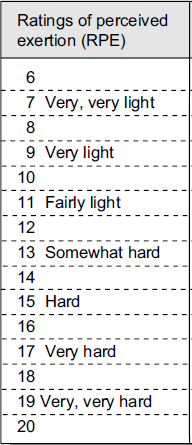 Ratings of perceived
exertion (RPE)
6
7 Very, very light
8
9 Very light
10
11 Fairly light
12
13 Somewhat hard
14
15 Hard
16
17 Very hard
18
19 Very, very hard
20